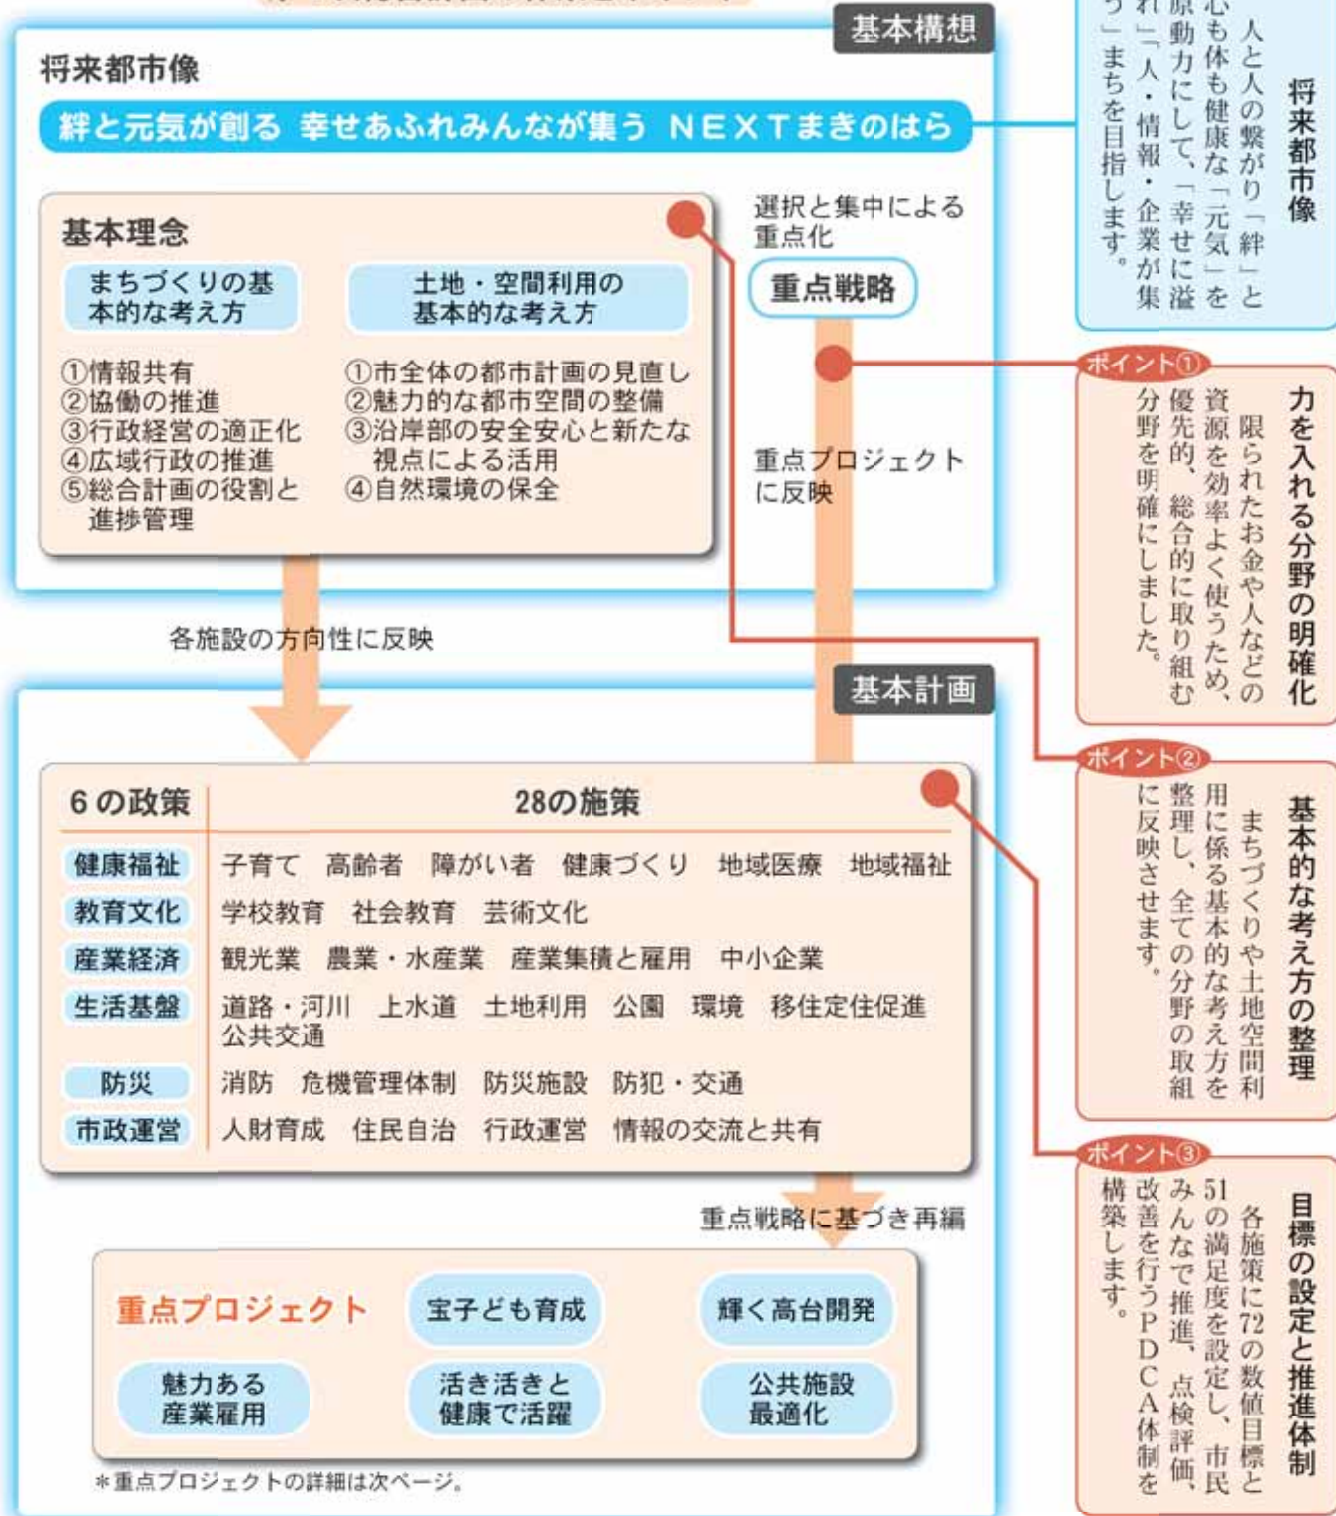 基本構想
将来都市像
絆と元気が創る 幸せあふれみんなが集う NEXTまきのはら
基本理念
まちづくりの基
本的な考え方
①情報共有
②協働の推進
③行政経営の適正化
④広域行政の推進
⑤総合計画の役割と
進捗管理
土地・空間利用の
基本的な考え方
①市全体の都市計画の見直し
②魅力的な都市空間の整備
③沿岸部の安全安心と新たな
視点による活用
④自然環境の保全
選択と集中による
重点化
重点戦略
重点プロジェクト
に反映
各施設の方向性に反映
基本計画
6の政策 28の施策
健康福祉 子育て 高齢者 障がい者 健康づくり 地域医療 地域福祉
教育文化 学校教育 社会教育 芸術文化
産業経済 観光業 農業・水産業 産業集積と雇用 中小企業
生活基盤 道路・河川 上水道 土地利用 公園 環境 移住定住促進
公共交通
防災 消防 危機管理体制 防災施設 防犯・交通
市政運営 人財育成 住民自治 行政運営 情報の交流と共有
重点戦略に基づき再編
重点プロジェクト
宝子ども育成
輝く高台開発
魅力ある
産業雇用
活き活きと
健康で活躍
公共施設
最適化
*重点プロジェクトの詳細は次ページ。
将来都市像
人と人の繋がり「絆」と
心も体も健康な「元気」を
原動力にして、「幸せに溢
れ」「人・情報・企業が集
う」まちを目指します。
ポイント①
力を入れる分野の明確化
限られたお金や人などの
資源を効率よく使うため、
優先的、総合的に取り組む
分野を明確にしました。
ポイント②
基本的な考え方の整理
まちづくりや土地空間利
用に係る基本的な考え方を
整理し、全ての分野の取組
に反映させます。
ポイント③
目標の設定と推進体制
各施策に72の数値目標と
51の満足度を設定し、市民
みんなで推進、点検評価、
改善を行うPDCA体制を
構築します。